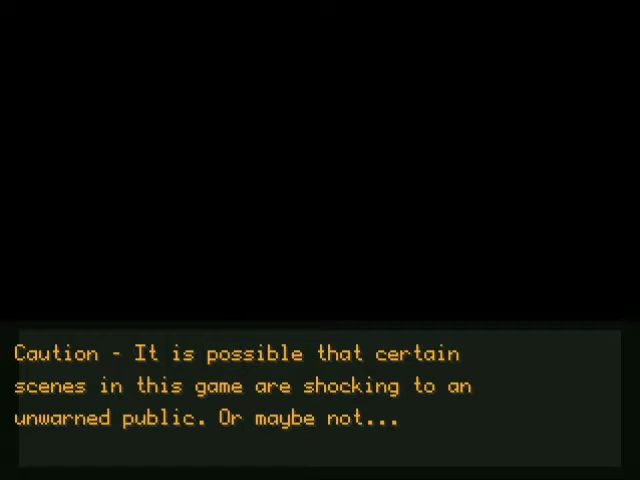 Caution - It is possible that certain
scenes in this game are shocking to an
unwarned public. Or maybe not...